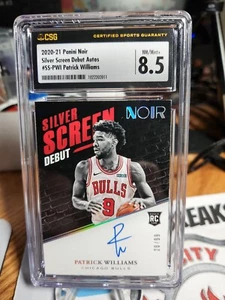 CSG
CERTIFIED SPORTS GUARANTY
2020-21 Panini Noir
Silver Screen Debut Autos
#SS-PWI Patrick Williams
NM/Mint+
8.5
SILVER
SCREEN
DEBUT
NOIR
BULLS
9
RC
PATRICK WILLIAMS
CHICAGO BULLS